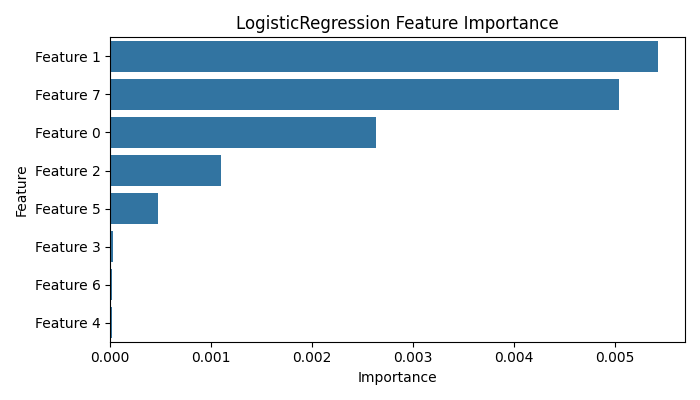 LogisticRegression Feature Importance
Feature 1
Feature 7
Feature 0
Feature 2
Feature 5
Feature 3
Feature 6
Feature 4
Feature
0.000 0.001 0.002 0.003 0.004 0.005
Importance